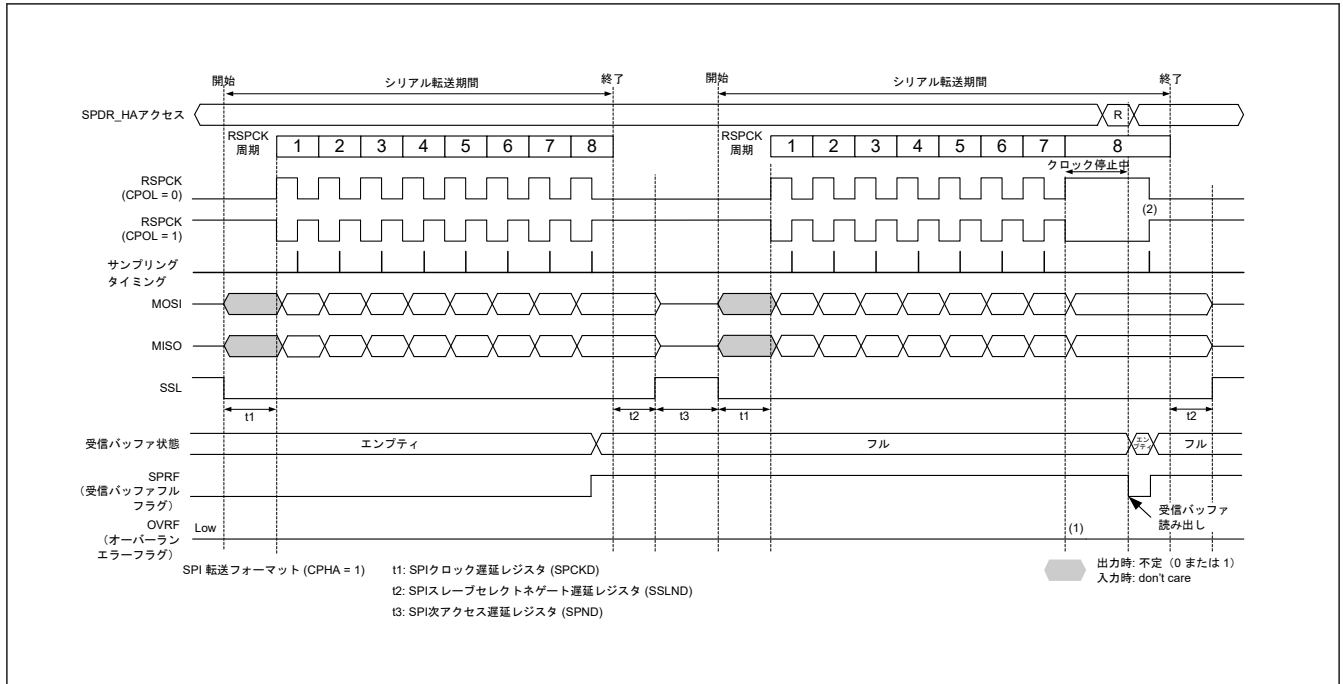 開始 シリアル転送期間 終了 開始 シリアル転送期間 終了
SPDR_HAアクセス R
RSPCK
周期
1 2 3 4 5 6 7 8
RSPCK
周期
1 2 3 4 5 6 7 8
クロック停止中
RSPCK
(CPOL = 0)
(2)
RSPCK
(CPOL = 1)
サンプリング
タイミング
MOSI
MISO
SSL
t1 t2 t3 t1 t2
受信バッファ状態 エンプティ フル エンプティ フル
SPRF
(受信バッファフル
フラグ)
受信バッファ
読み出し
OVRF
(オーバーラン
エラーフラグ)
Low (1)
SPI 転送フォーマット (CPHA = 1)
t1: SPIクロック遅延レジスタ (SPCKD)
t2: SPIスレーブセレクトネゲート遅延レジスタ (SSLND)
t3: SPI次アクセス遅延レジスタ (SPND)
出力時: 不定（0 または 1）
入力時: don't care